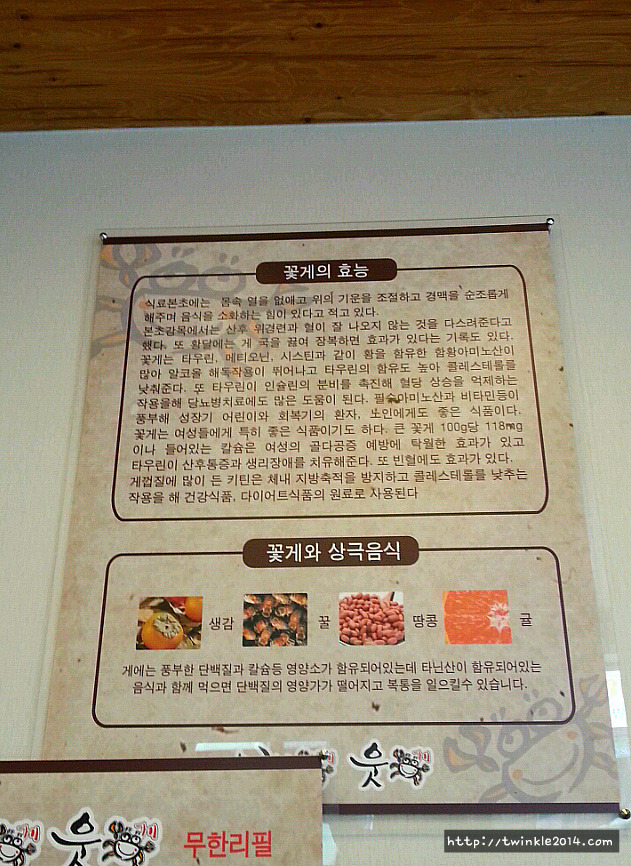 꽃게의 효능
식료본초에는 몸속 열을 없애고 위의 기운을 조절하고 경맥을 순조롭게
해주며 음식을 소화하는 힘이 있다고 적고 있다.
본초감목에서는 산후 위경련과 혈이 잘 나오지 않는 것을 다스려준다고
했다. 또 황달에는 게 국을 끓여 장복하면 효과가 있다는 기록도 있다.
꽃게는 타우린, 메티오닌, 시스틴과 같이 황을 함유한 함황아미노산이
많아 알코올 해독작용이 뛰어나고 타우린의 함유도 높아 콜레스테롤를
낮춰준다. 또 타우린이 인슐린의 분비를 촉진해 혈당 상승을 억제하는
작용을해 당뇨병치료에도 많은 도움이 된다. 필수아미노산과 비타민등이
풍부해 성장기 어린이와 회복기의 환자, 노인에게도 좋은 식품이다.
꽃게는 여성들에게 특히 좋은 식품이기도 하다. 큰 꽃게 100g당 118mg
이나 들어있는 칼슘은 여성의 골다공증 예방에 탁월한 효과가 있고
타우린이 산후통증과 생리장애를 치유해준다. 또 빈혈에도 효과가 있다.
게껍질에 많이 든 키틴은 체내 지방축적을 방지하고 콜레스테롤를 낮추는
작용을 해 건강식품, 다이어트식품의 원료로 사용된다
꽃게와 상극음식
생감 꿀 땅콩 귤
게에는 풍부한 단백질과 칼슘등 영양소가 함유되어있는데 타닌산이 함유되어있는
음식과 함께 먹으면 단백질의 영양가가 떨어지고 복통을 일으킬수 있습니다.
웃
웃 게 무한리필
http://twinkle2014.com